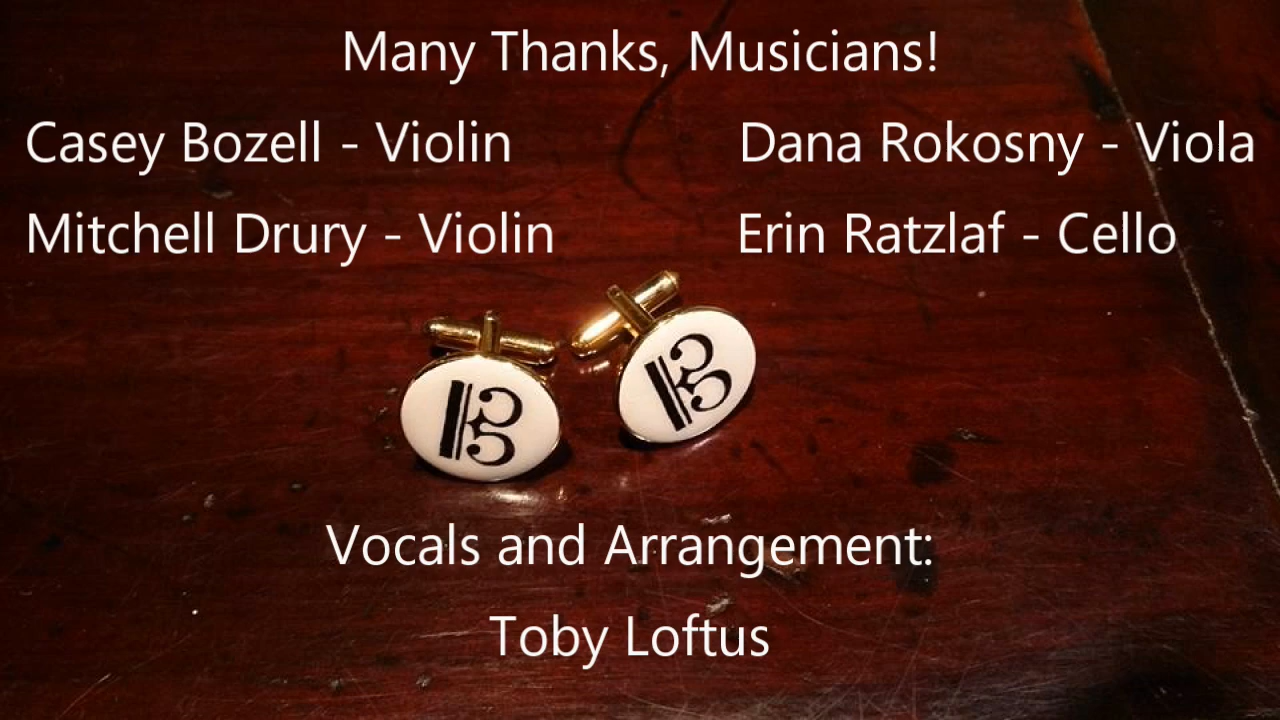 Many Thanks, Musicians!
Casey Bozell - Violin
Dana Rokosny - Viola
Mitchell Drury - Violin
Erin Ratzlaf - Cello
Vocals and Arrangement:
Toby Loftus